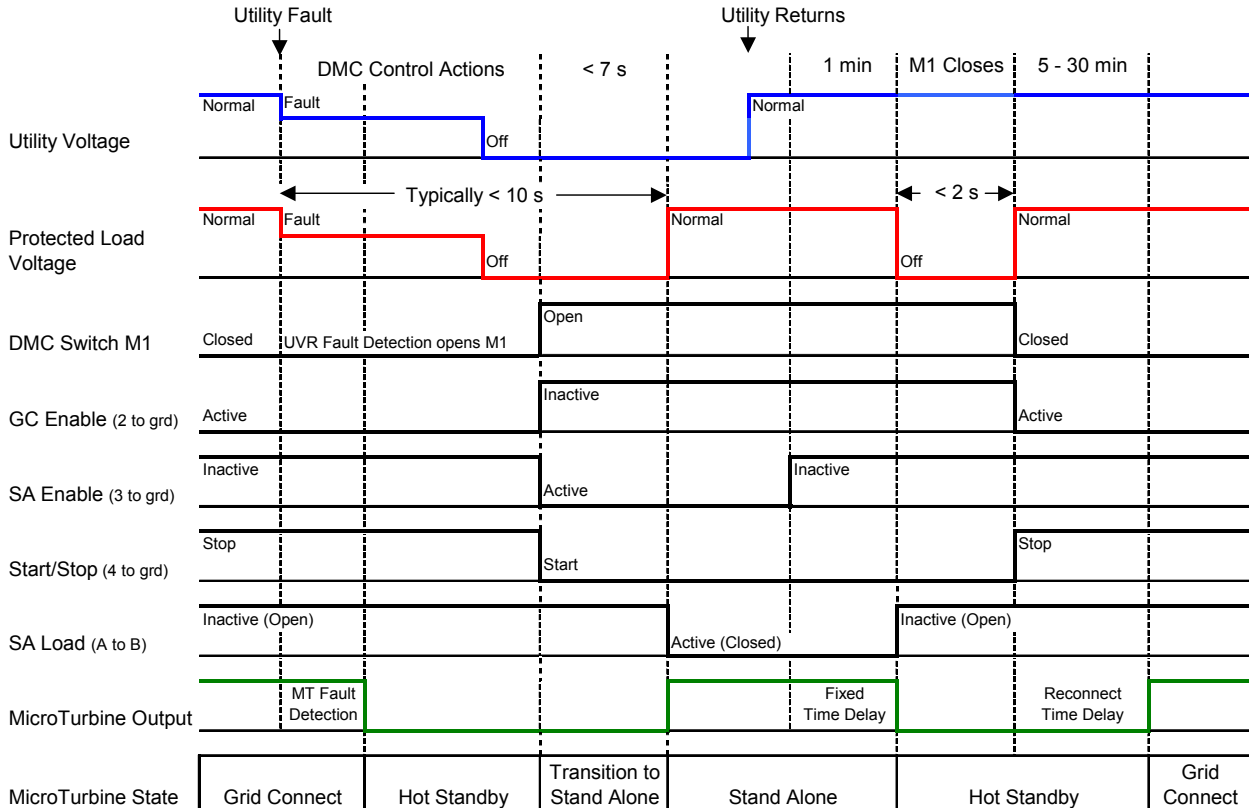 Utility Fault
Utility Returns
DMC Control Actions
< 7 s
1 min
M1 Closes
5 - 30 min
Utility Voltage
Normal
Fault
Off
Normal
Typically < 10 s
< 2 s
Protected Load
Voltage
Normal
Fault
Off
Normal
Off
Normal
DMC Switch M1
Closed
UVR Fault Detection opens M1
Open
Closed
GC Enable (2 to grd)
Active
Inactive
Active
SA Enable (3 to grd)
Inactive
Active
Inactive
Start/Stop (4 to grd)
Stop
Start
Stop
SA Load (A to B)
Inactive (Open)
Active (Closed)
Inactive (Open)
MicroTurbine Output
MT Fault
Detection
Fixed
Time Delay
Reconnect
Time Delay
MicroTurbine State
Grid Connect
Hot Standby
Transition to
Stand Alone
Stand Alone
Hot Standby
Grid
Connect